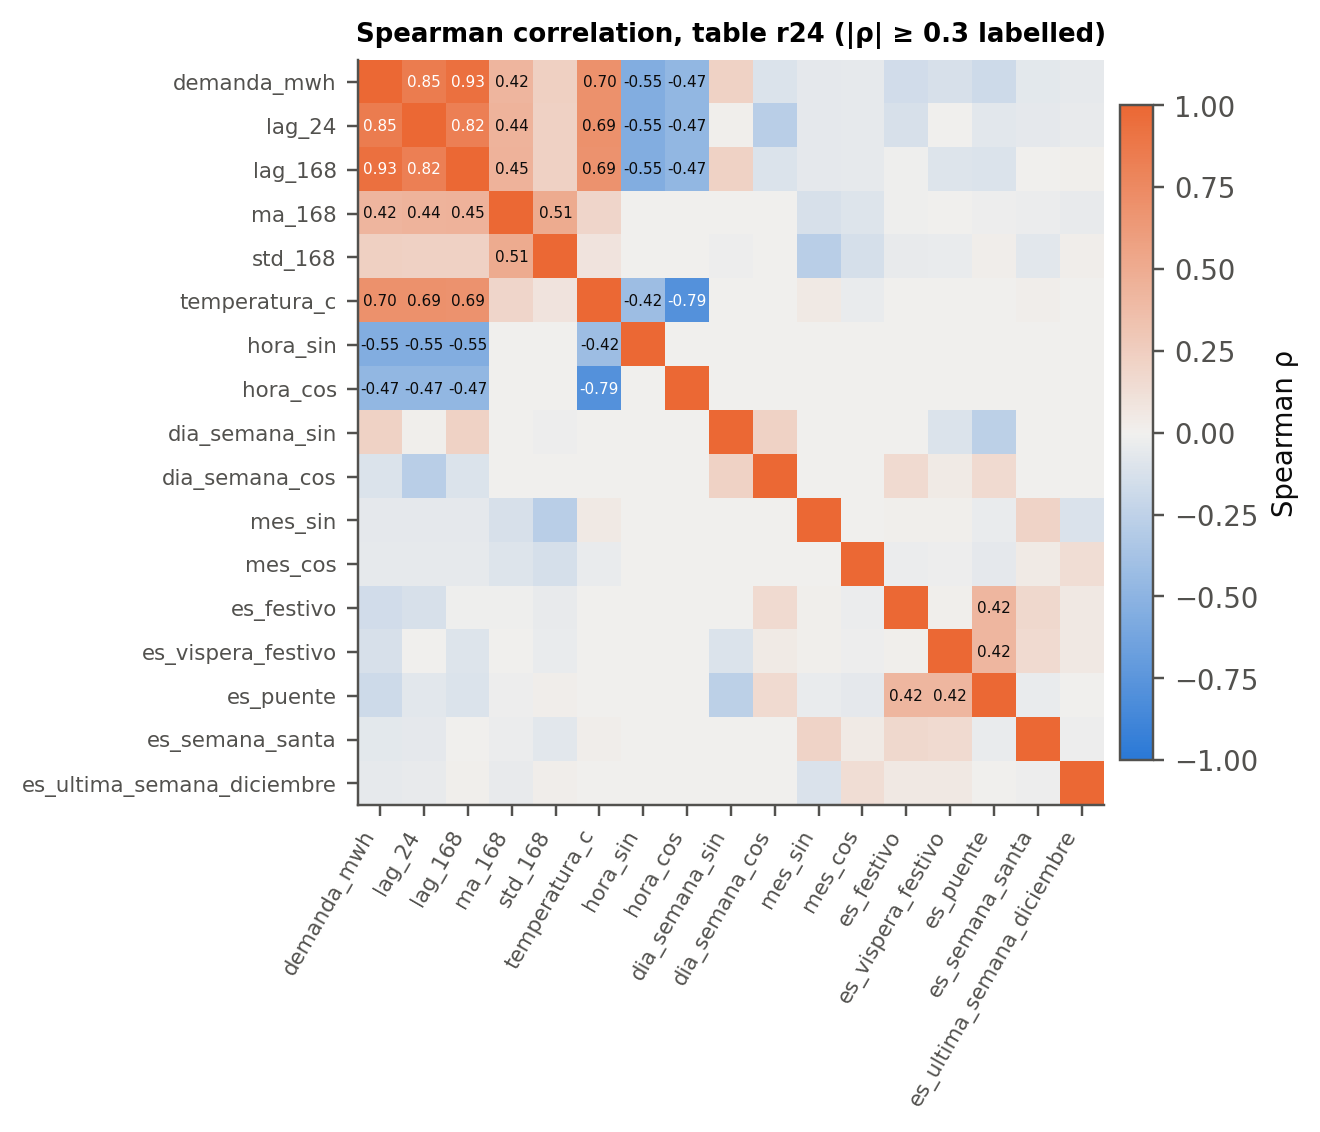 Spearman correlation, table r24 (|ρ| ≥ 0.3 labelled)
demanda_mwh 0.85 0.93 0.42 0.70 -0.55 -0.47
lag_24 0.85 0.82 0.44 0.69 -0.55 -0.47
lag_168 0.93 0.82 0.45 0.69 -0.55 -0.47
ma_168 0.42 0.44 0.45 0.51
std_168 0.51
temperatura_c 0.70 0.69 0.69 -0.42 -0.79
hora_sin -0.55 -0.55 -0.55 -0.42
hora_cos -0.47 -0.47 -0.47 -0.79
dia_semana_sin
dia_semana_cos
mes_sin
mes_cos
es_festivo 0.42
es_vispera_festivo 0.42
es_puente 0.42 0.42
es_semana_santa
es_ultima_semana_diciembre
demanda_mwh
lag_24
lag_168
ma_168
std_168
temperatura_c
hora_sin
hora_cos
dia_semana_sin
dia_semana_cos
mes_sin
mes_cos
es_festivo
es_vispera_festivo
es_puente
es_semana_santa
es_ultima_semana_diciembre
1.00
0.75
0.50
0.25
0.00
−0.25
−0.50
−0.75
−1.00
Spearman ρ